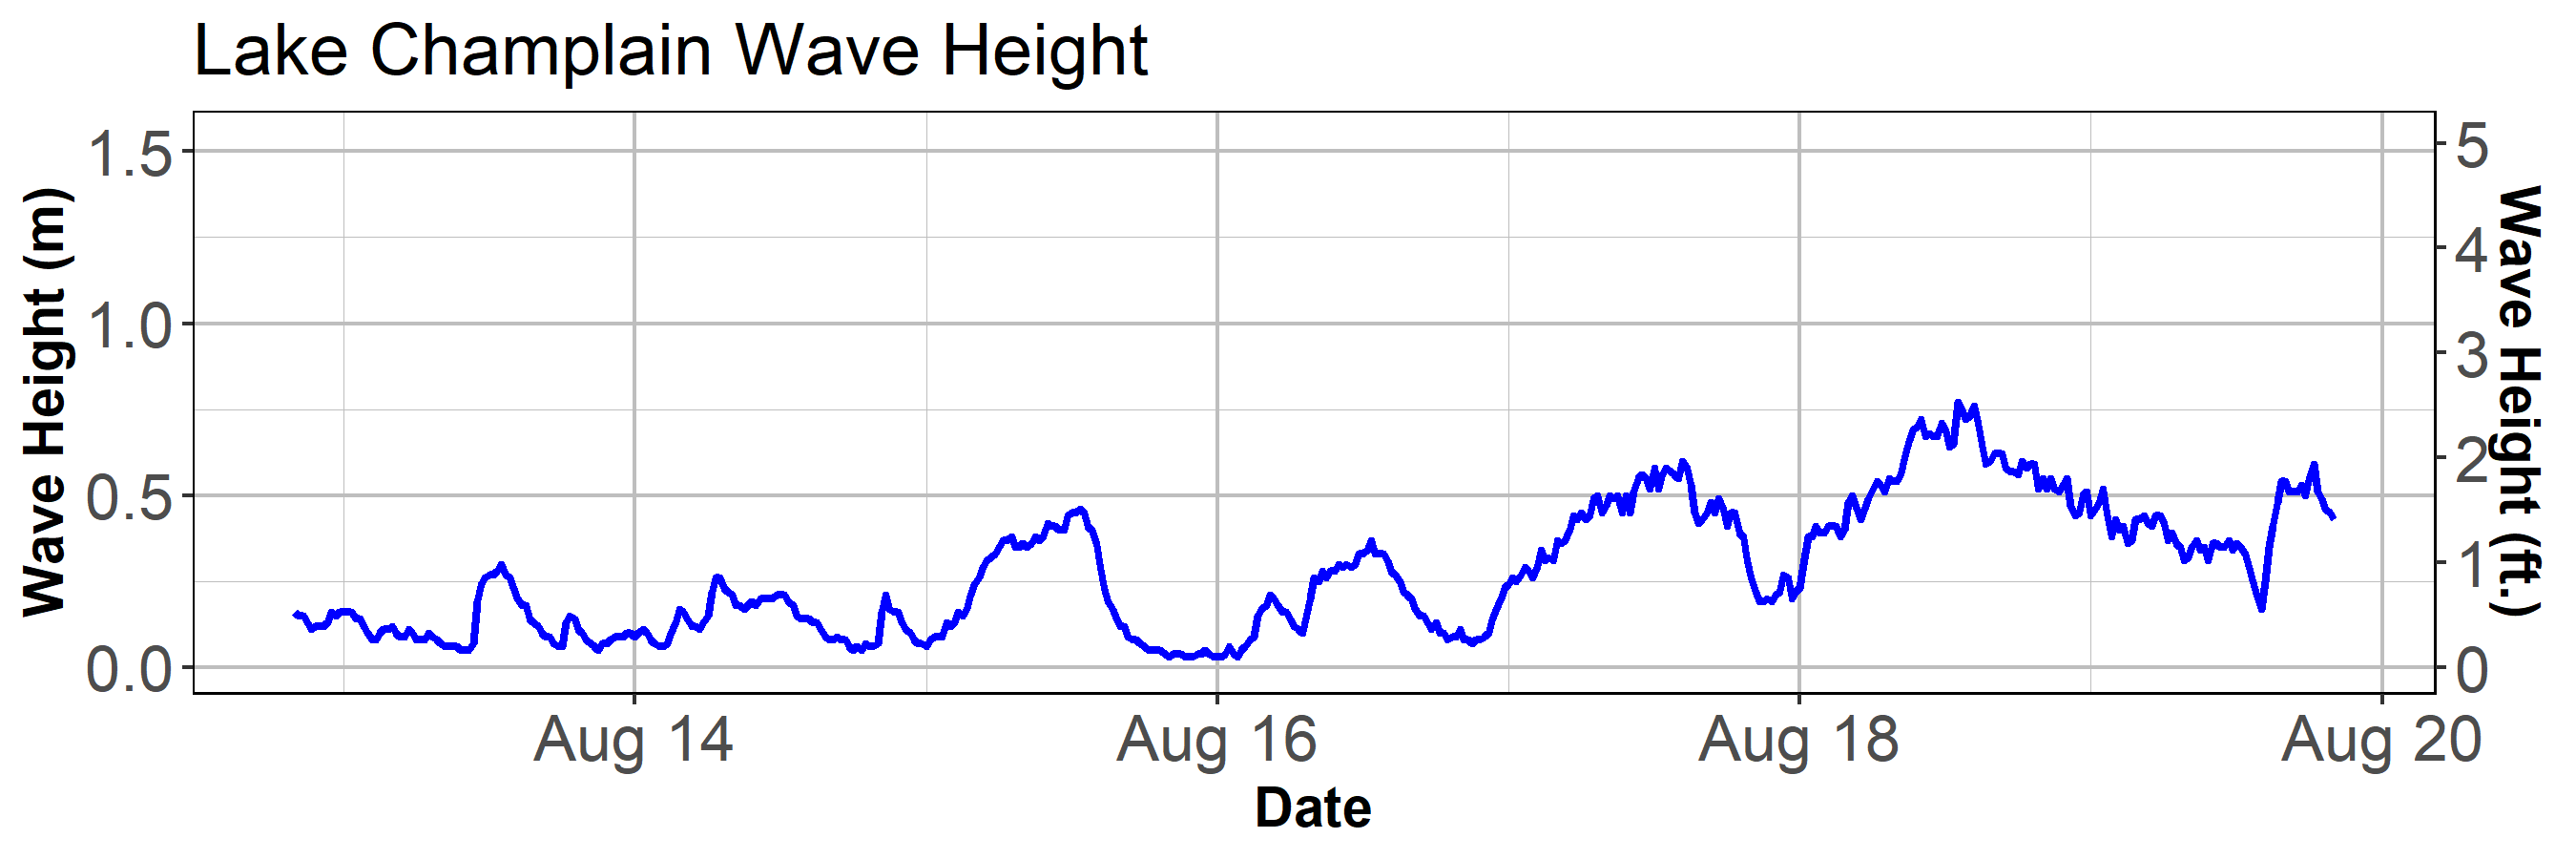 Lake Champlain Wave Height
Wave Height (m)
1.5
1.0
0.5
0.0
5
4
3
2
1
0
Wave Height (ft.)
Aug 14
Aug 16
Aug 18
Aug 20
Date